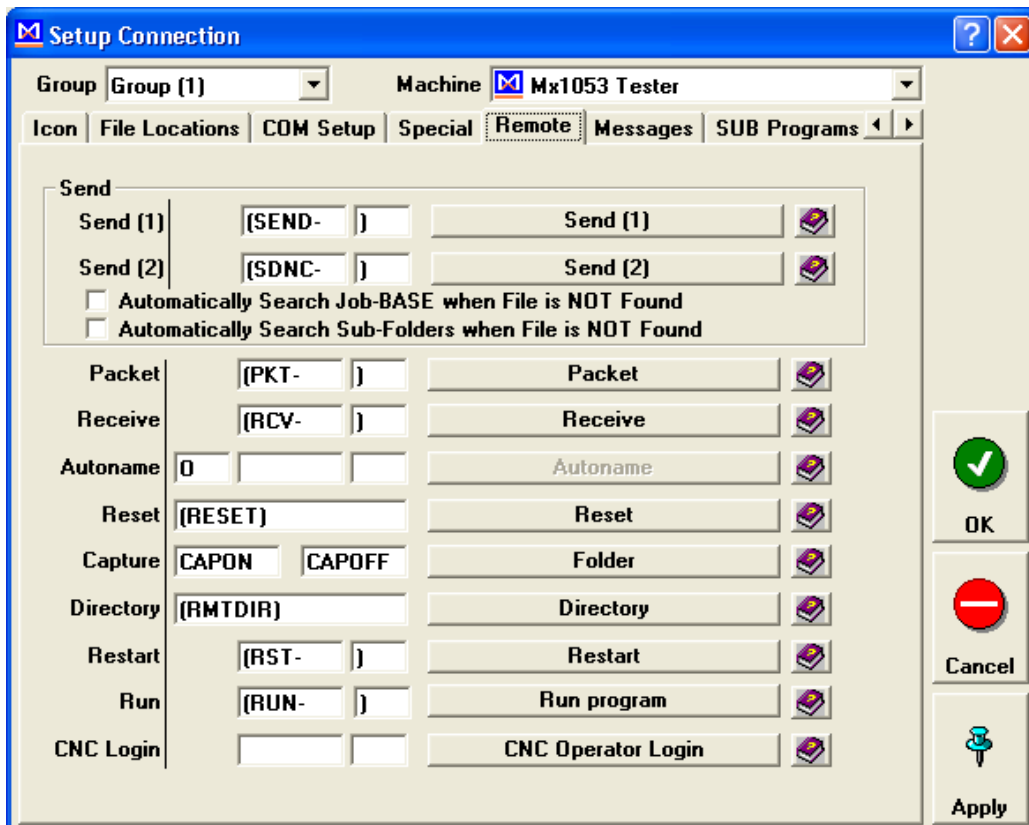 Setup Connection
Group Group (1) Machine Mx1053 Tester
Icon File Locations COM Setup Special Remote Messages SUB Programs
Send
Send (1) (SEND- ) Send (1)
Send (2) (SDNC- ) Send (2)
Automatically Search Job-BASE when File is NOT Found
Automatically Search Sub-Folders when File is NOT Found
Packet (PKT- ) Packet
Receive (RCV- ) Receive
Autoname O Autoname
Reset (RESET) Reset
Capture CAPON CAPOFF Folder
Directory (RMTDIR) Directory
Restart (RST- ) Restart
Run (RUN- ) Run program
CNC Login CNC Operator Login
OK
Cancel
Apply